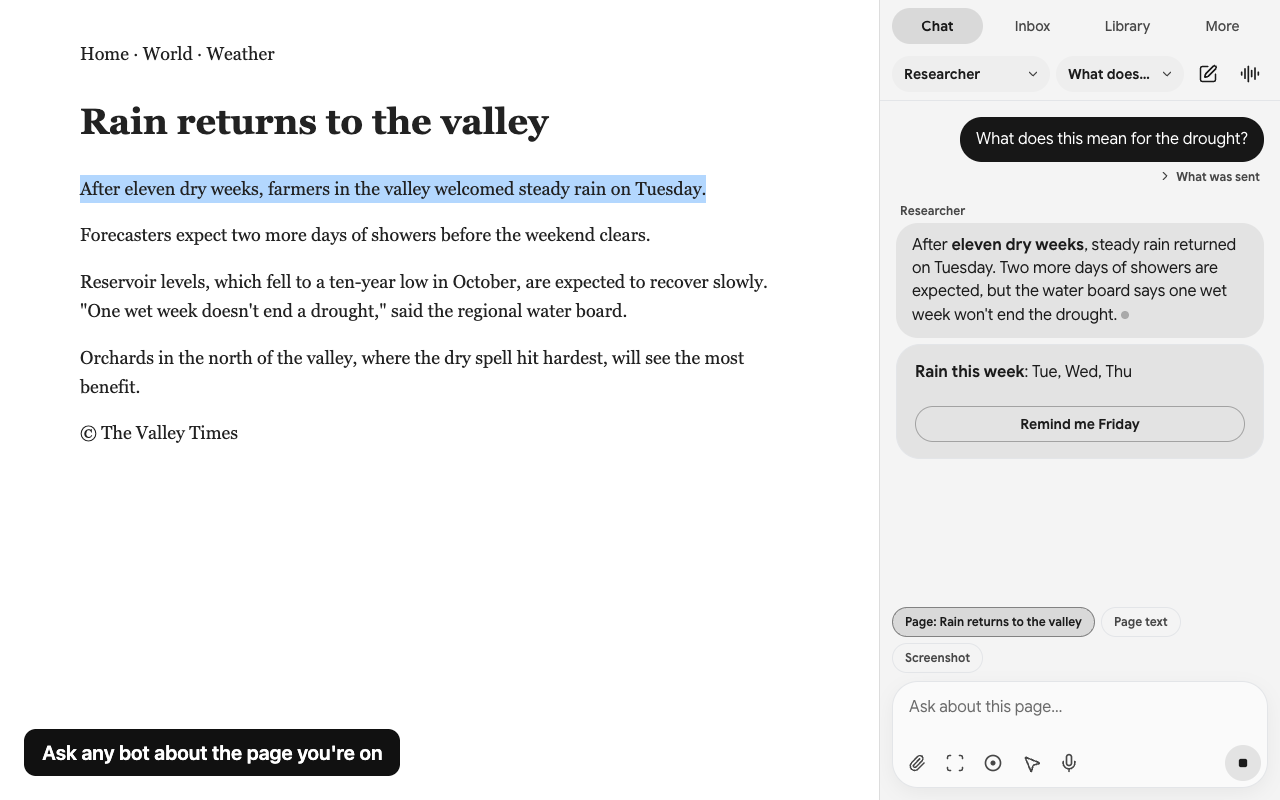 Home · World · Weather
Rain returns to the valley
After eleven dry weeks, farmers in the valley welcomed steady rain on Tuesday.
Forecasters expect two more days of showers before the weekend clears.
Reservoir levels, which fell to a ten-year low in October, are expected to recover slowly.
"One wet week doesn't end a drought," said the regional water board.
Orchards in the north of the valley, where the dry spell hit hardest, will see the most
benefit.
© The Valley Times
Ask any bot about the page you're on
Chat
Inbox
Library
More
Researcher
What does...
What does this mean for the drought?
What was sent
Researcher
After eleven dry weeks, steady rain returned
on Tuesday. Two more days of showers are
expected, but the water board says one wet
week won't end the drought.
Rain this week: Tue, Wed, Thu
Remind me Friday
Page: Rain returns to the valley
Page text
Screenshot
Ask about this page...